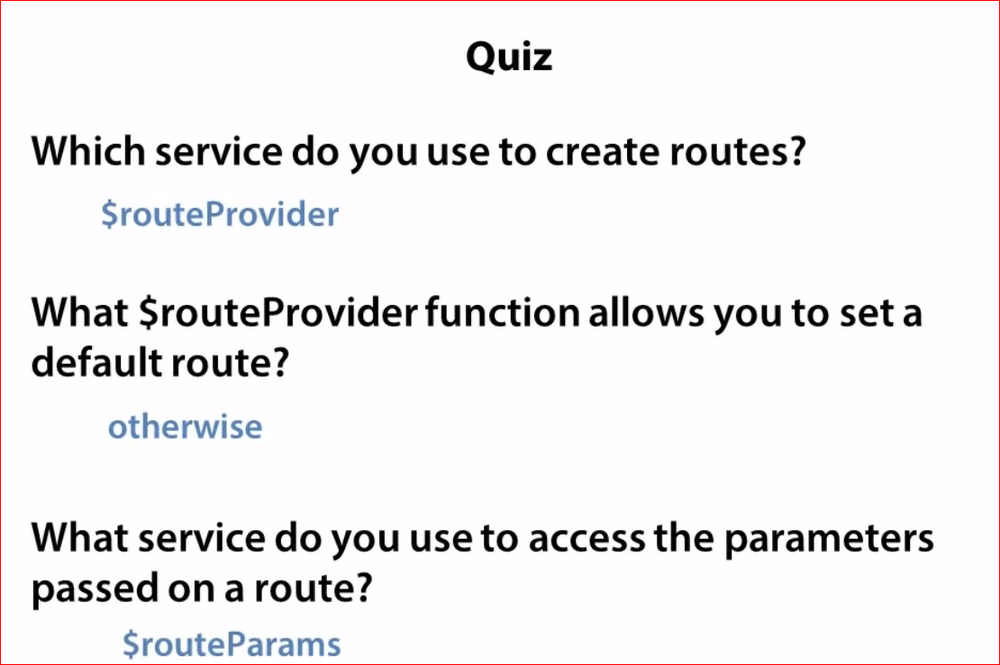 Quiz
Which service do you use to create routes?
$routeProvider
What $routeProvider function allows you to set a
default route?
otherwise
What service do you use to access the parameters
passed on a route?
$routeParams